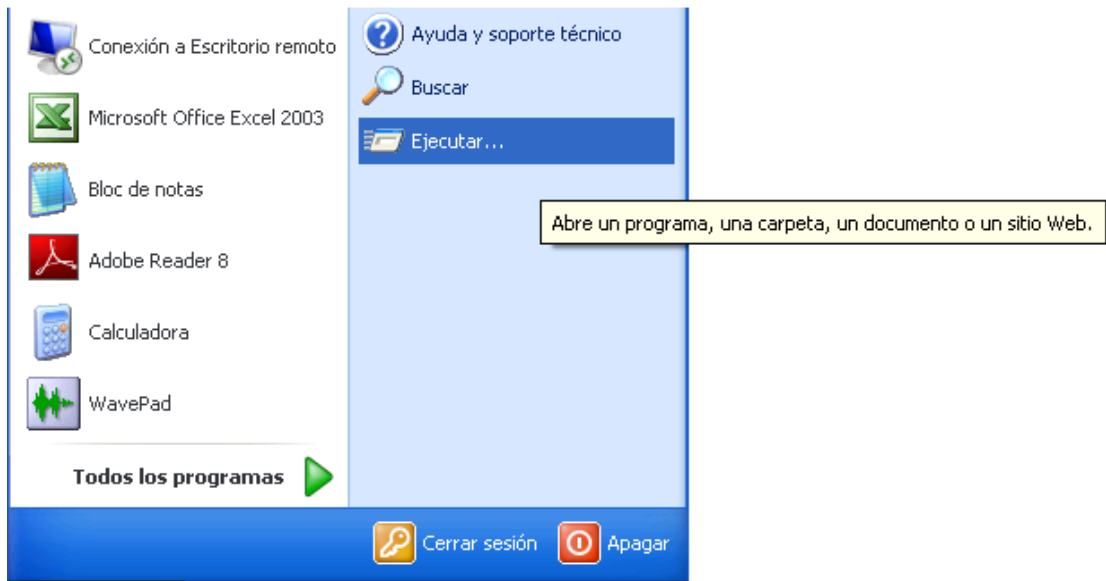 Conexión a Escritorio remoto
Microsoft Office Excel 2003
Bloc de notas
Adobe Reader 8
Calculadora
WavePad
Todos los programas
Ayuda y soporte técnico
Buscar
Ejecutar...
Abre un programa, una carpeta, un documento o un sitio Web.
Cerrar sesión
Apagar